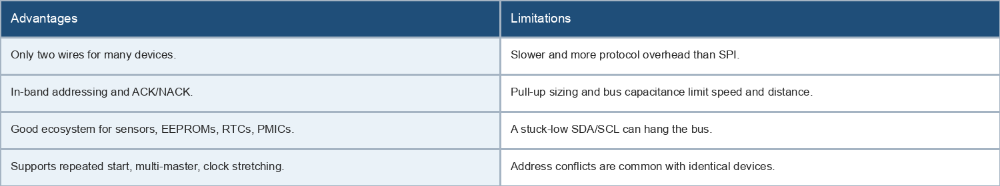 Advantages
Limitations
Only two wires for many devices.
Slower and more protocol overhead than SPI.
In-band addressing and ACK/NACK.
Pull-up sizing and bus capacitance limit speed and distance.
Good ecosystem for sensors, EEPROMs, RTCs, PMICs.
A stuck-low SDA/SCL can hang the bus.
Supports repeated start, multi-master, clock stretching.
Address conflicts are common with identical devices.